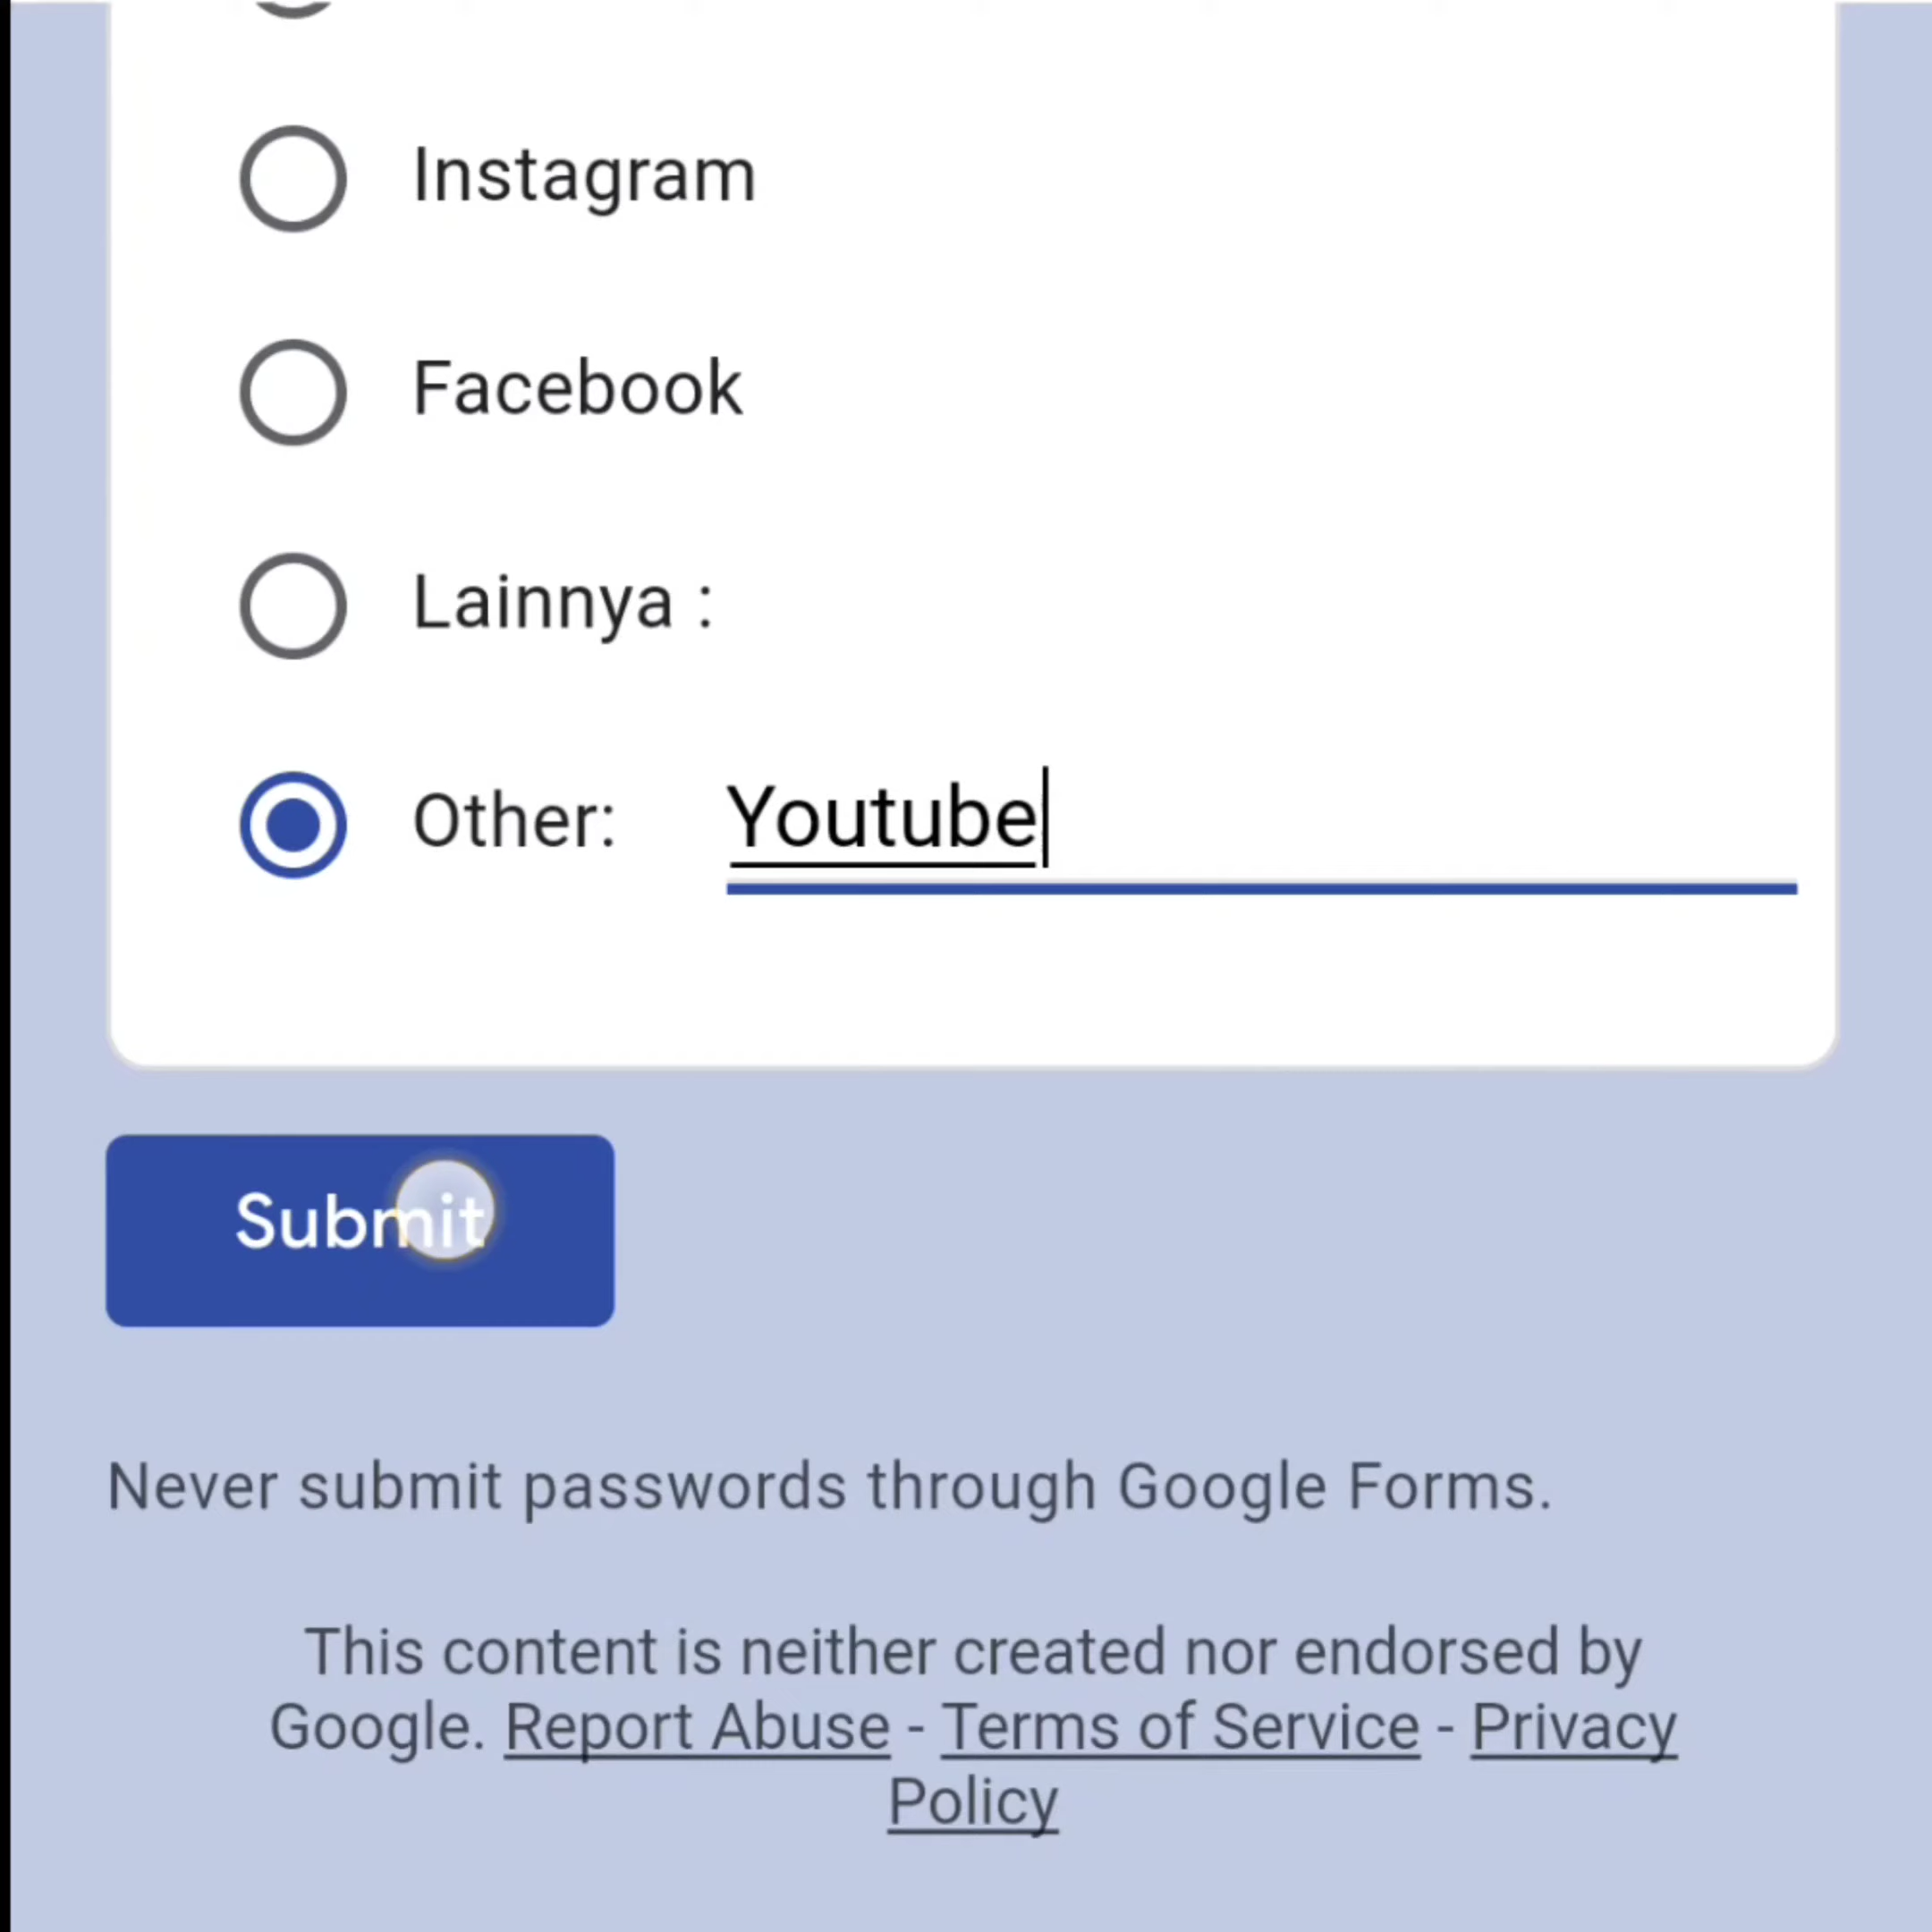 Instagram
Facebook
Lainnya :
Other: Youtube
Submit
Never submit passwords through Google Forms.
This content is neither created nor endorsed by
Google. Report Abuse - Terms of Service - Privacy
Policy